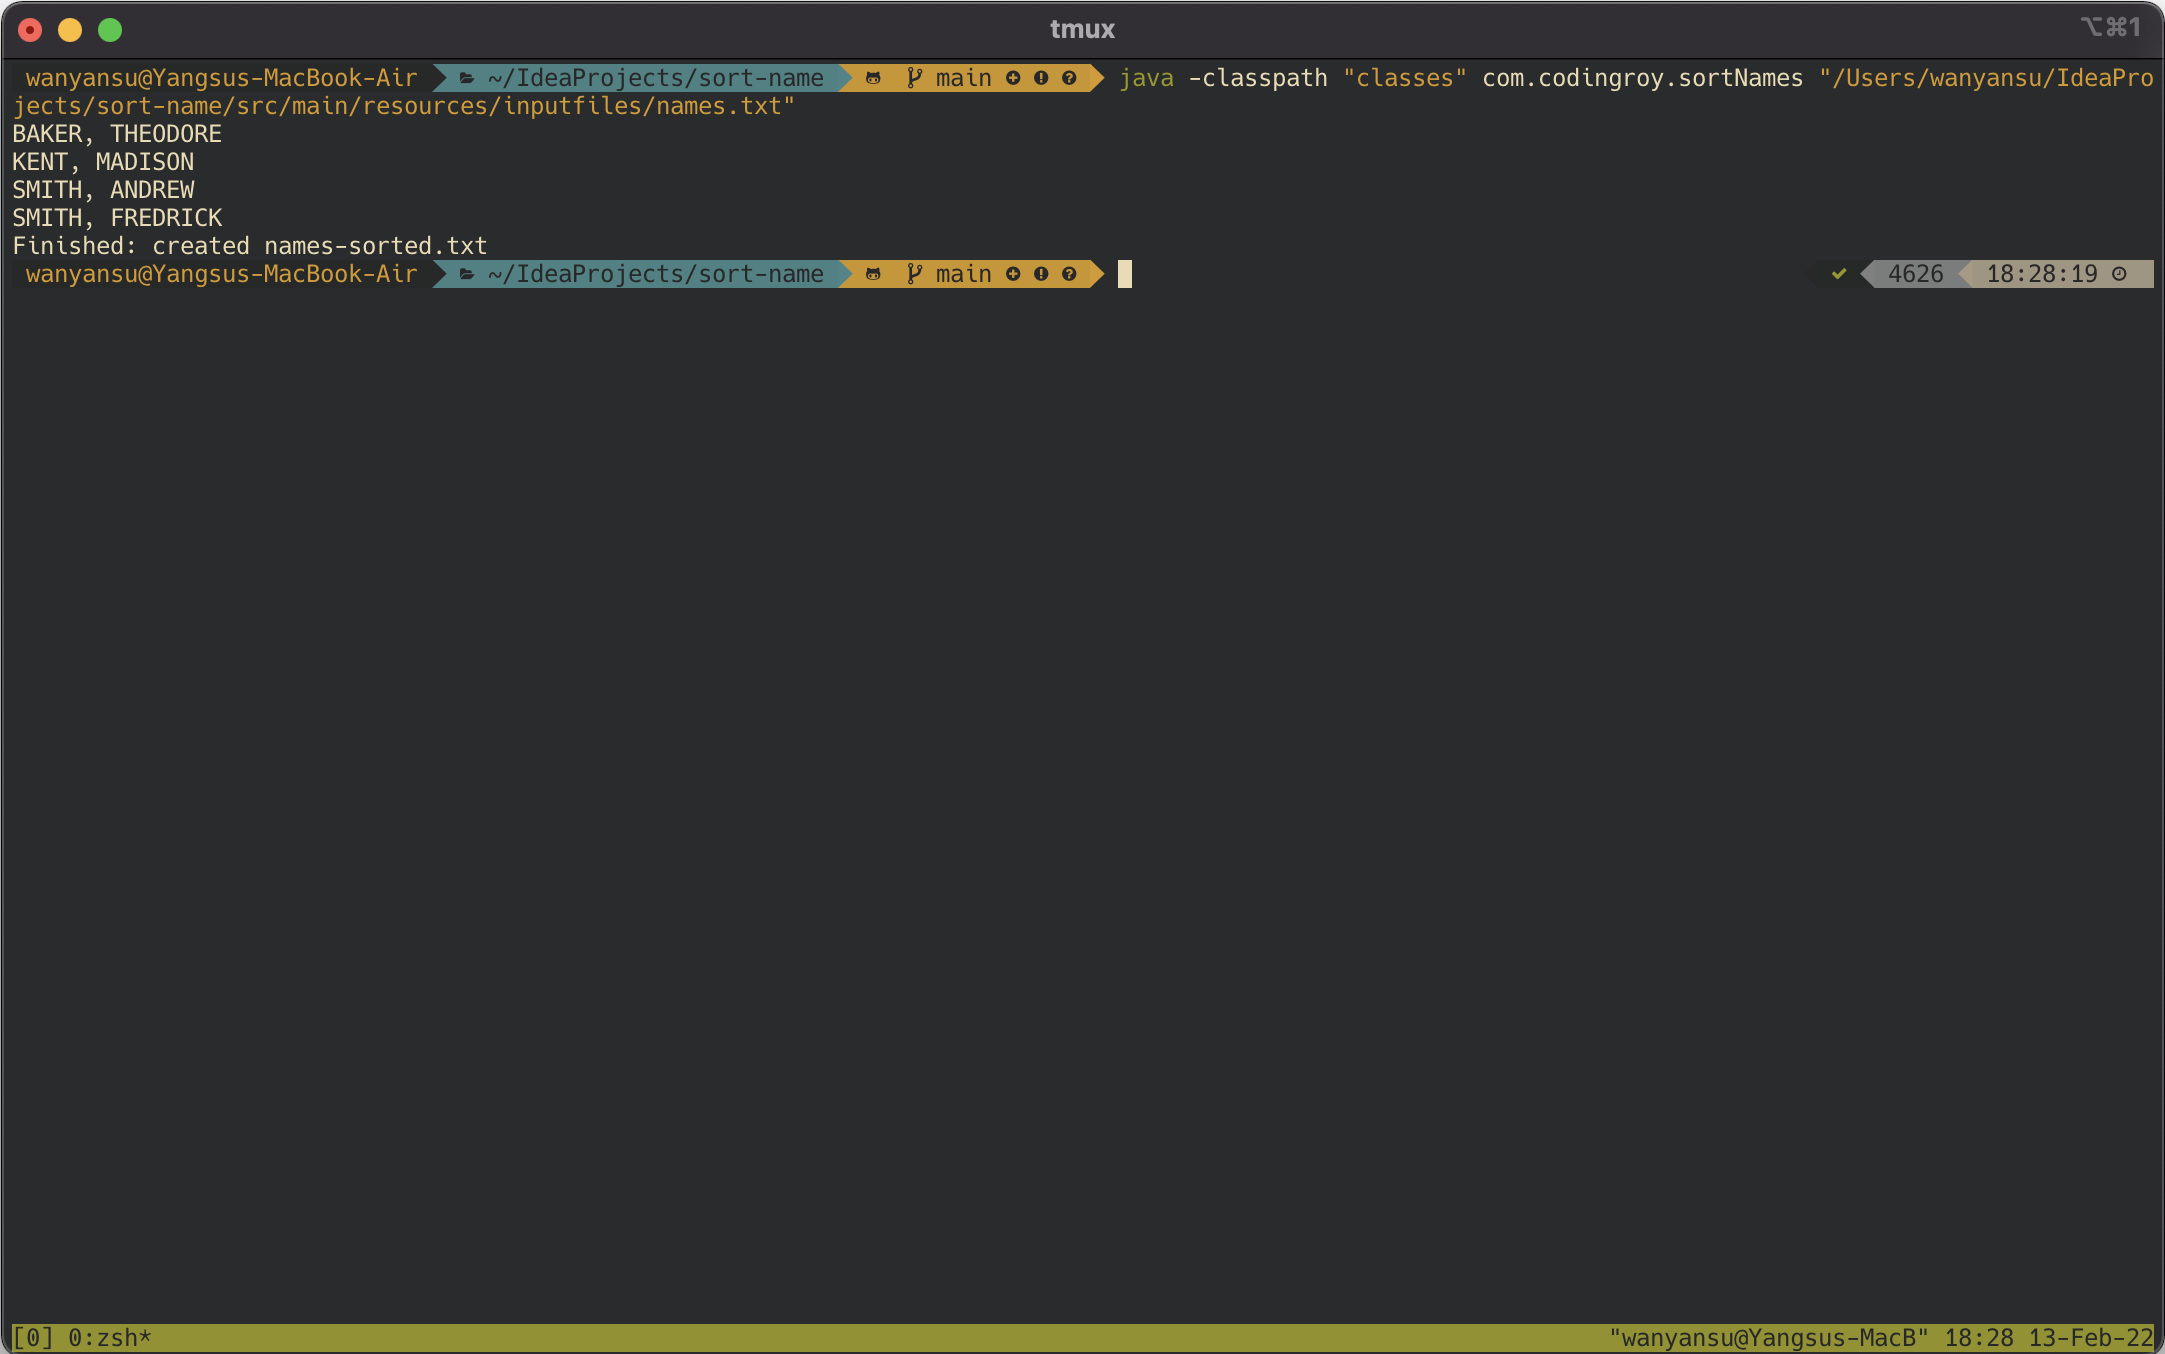 tmux
⌥⌘1
wanyansu@Yangsus-MacBook-Air ~/IdeaProjects/sort-name main java -classpath "classes" com.codingroy.sortNames "/Users/wanyansu/IdeaPro
jects/sort-name/src/main/resources/inputfiles/names.txt"
BAKER, THEODORE
KENT, MADISON
SMITH, ANDREW
SMITH, FREDRICK
Finished: created names-sorted.txt
wanyansu@Yangsus-MacBook-Air ~/IdeaProjects/sort-name main ✔ 4626 18:28:19
[0] 0:zsh* "wanyansu@Yangsus-MacB" 18:28 13-Feb-22